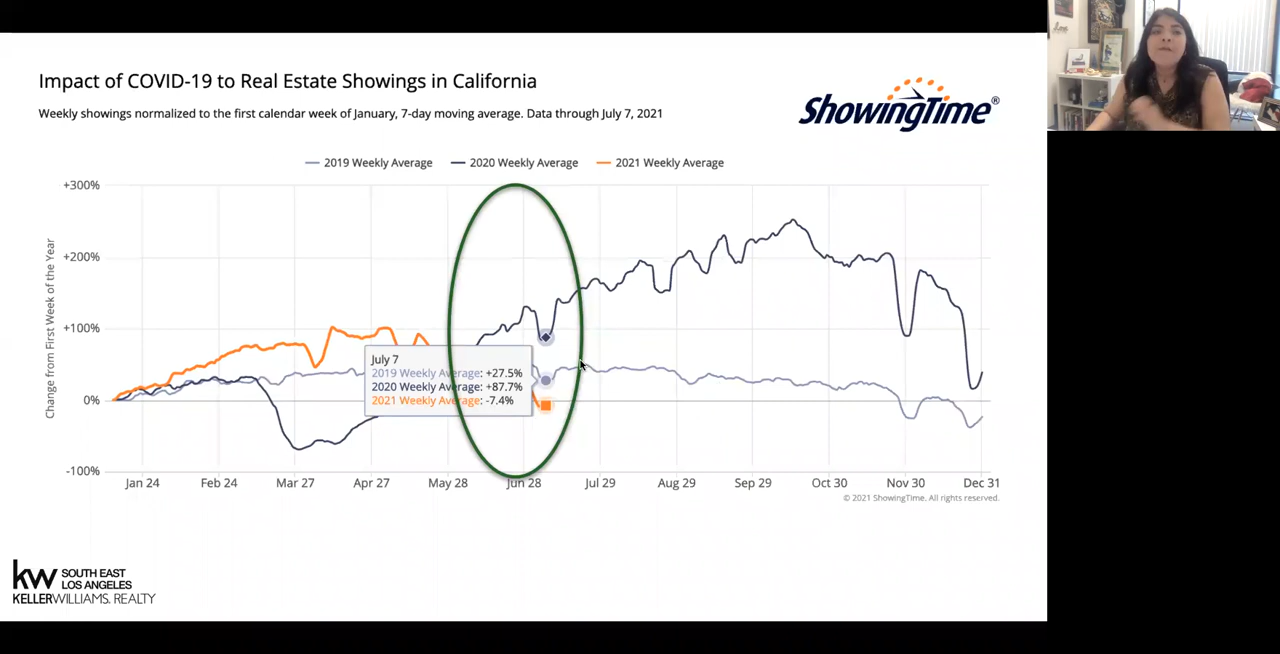 Impact of COVID-19 to Real Estate Showings in California
Weekly showings normalized to the first calendar week of January, 7-day moving average. Data through July 7, 2021
ShowingTime®
2019 Weekly Average 2020 Weekly Average 2021 Weekly Average
Change from First Week of the Year
+300%
+200%
+100%
0%
-100%
July 7
2019 Weekly Average: +27.5%
2020 Weekly Average: +87.7%
2021 Weekly Average: -7.4%
Jan 24 Feb 24 Mar 27 Apr 27 May 28 Jun 28 Jul 29 Aug 29 Sep 29 Oct 30 Nov 30 Dec 31
© 2021 ShowingTime. All rights reserved.
kw SOUTH EAST
LOS ANGELES
KELLERWILLIAMS. REALTY